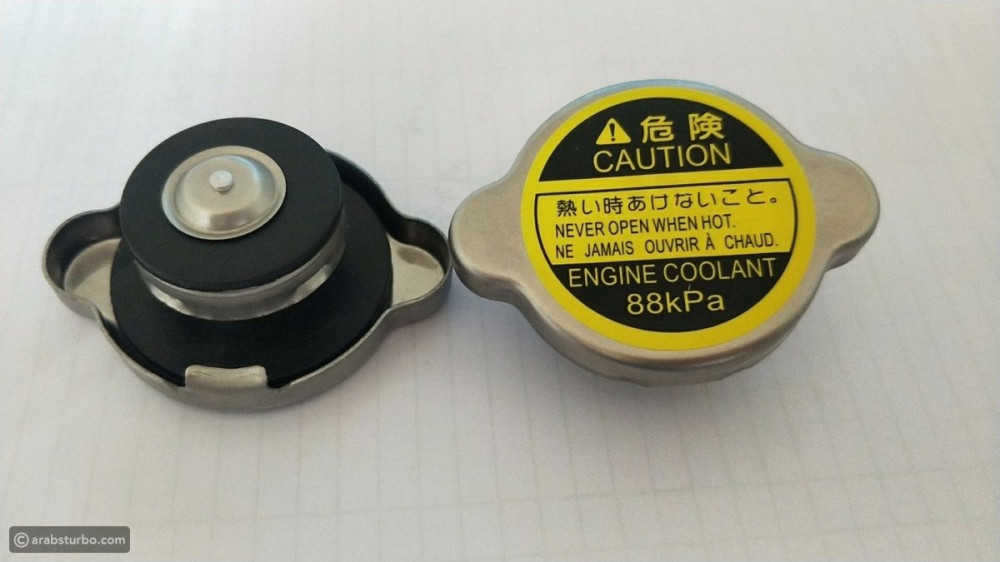 危険
CAUTION
熱い時あけないこと。
NEVER OPEN WHEN HOT.
NE JAMAIS OUVRIR À CHAUD.
ENGINE COOLANT
88kPa
© arabsturbo.com